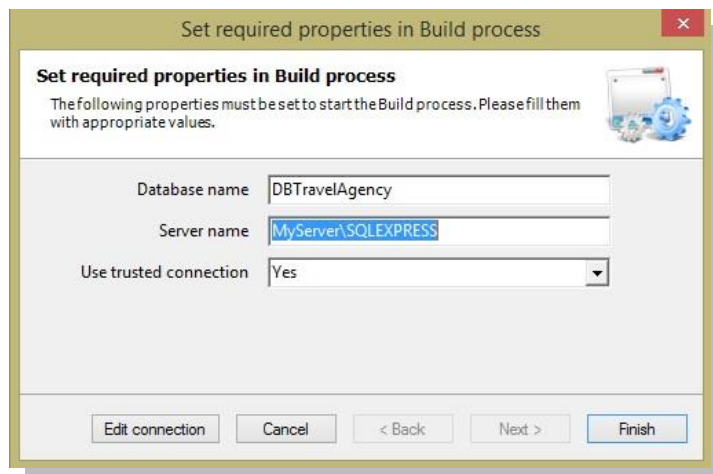 Set required properties in Build process
Set required properties in Build process
The following properties must be set to start the Build process. Please fill them
with appropriate values.
Database name DBTravelAgency
Server name MyServer\SQLEXPRESS
Use trusted connection Yes
Edit connection Cancel < Back Next > Finish